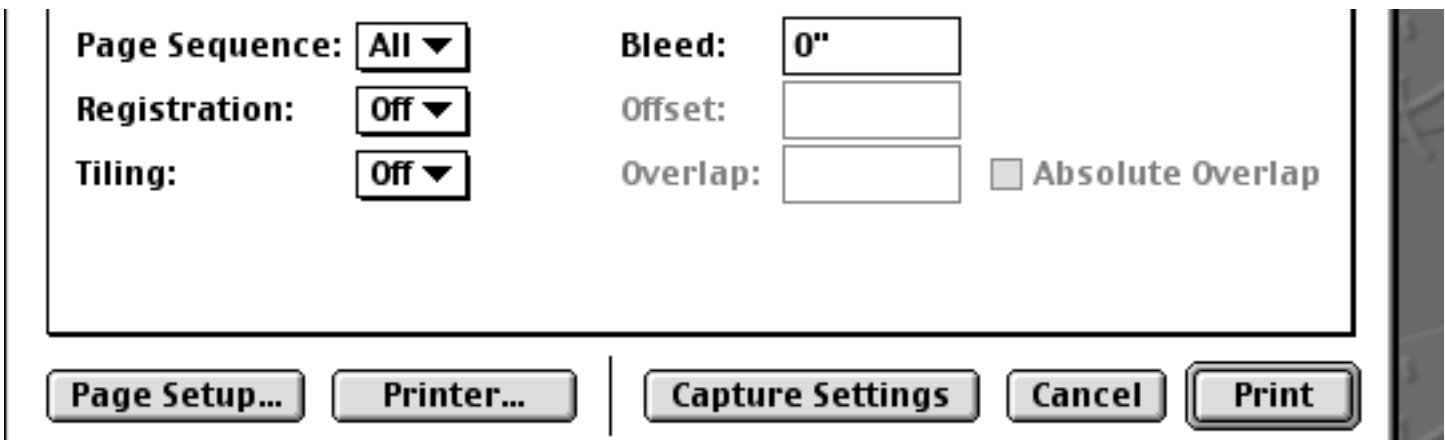 Page Sequence: All Bleed: 0"
Registration: Off Offset:
Tiling: Off Overlap: Absolute Overlap
Page Setup... Printer... Capture Settings Cancel Print